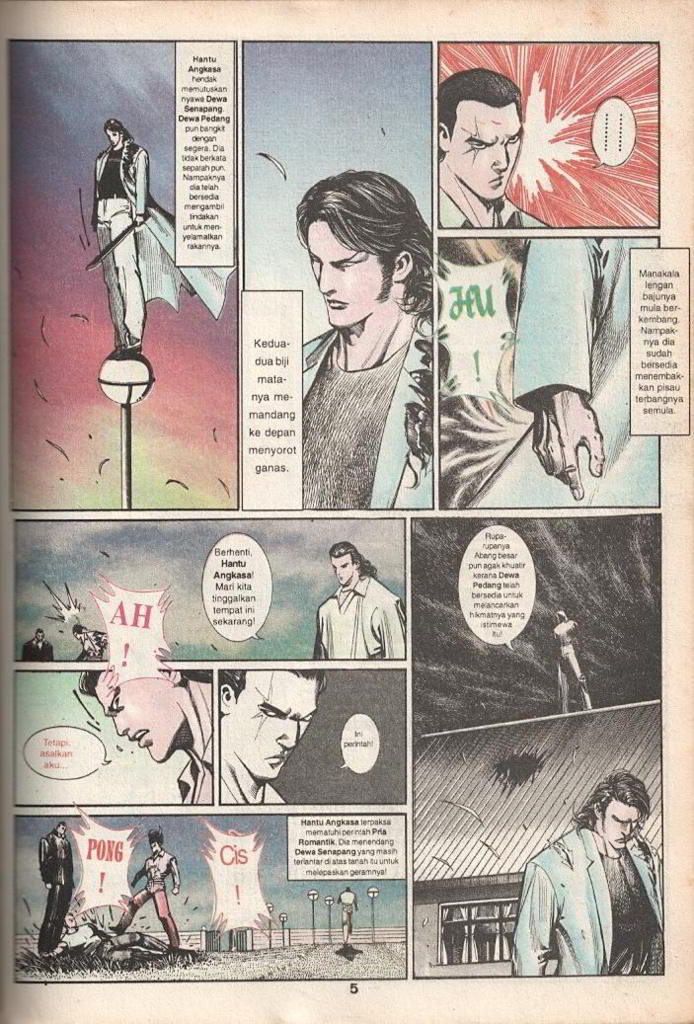 Hantu
Angkasa
hendak
memutuskan
nyawa Dewa
Senapang.
Dewa Pedang
pun bangkit
dengan
segera. Dia
tidak berkata
sepatah pun.
Nampaknya
dia telah
bersedia
mengambil
tindakan
untuk men-
yelamatkan
rakannya.
Kedua-
dua biji
mata-
nya me-
mandang
ke depan
menyorot
ganas.
HU
!
Manakala
lengan
bajunya
mula ber-
kembang.
Nampak-
nya dia
sudah
bersedia
menembak-
kan pisau
terbangnya
semula.
Berhenti,
Hantu
Angkasa!
Mari kita
tinggalkan
tempat ini
sekarang!
AH
!
Rupa-
rupanya
Abang besar
pun agak khuatir
kerana Dewa
Pedang telah
bersedia untuk
melancarkan
hikmatnya yang
istimewa
itu!
Tetapi,
asalkan
aku...
Ini
perintah!
PONG
!
Cis
!
Hantu Angkasa terpaksa
mematuhi perintah Pria
Romantik. Dia menendang
Dewa Senapang yang masih
terlantar di atas tanah itu untuk
melepaskan geramnya!
5